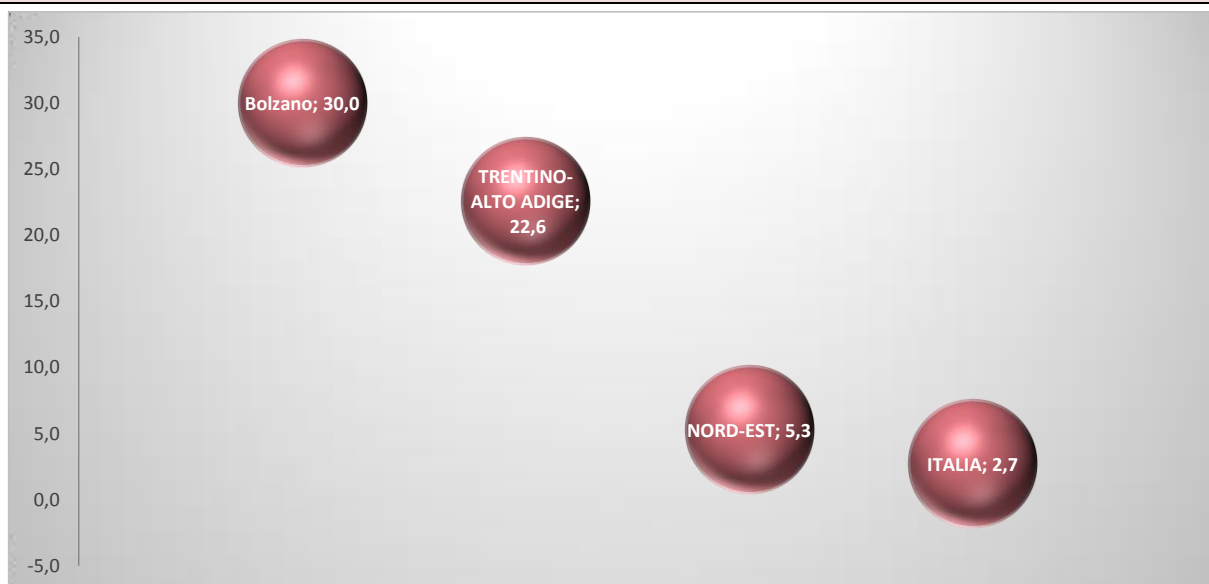 35,0
30,0
25,0
20,0
15,0
10,0
5,0
0,0
-5,0
Bolzano; 30,0
TRENTINO-
ALTO ADIGE;
22,6
NORD-EST; 5,3
ITALIA; 2,7